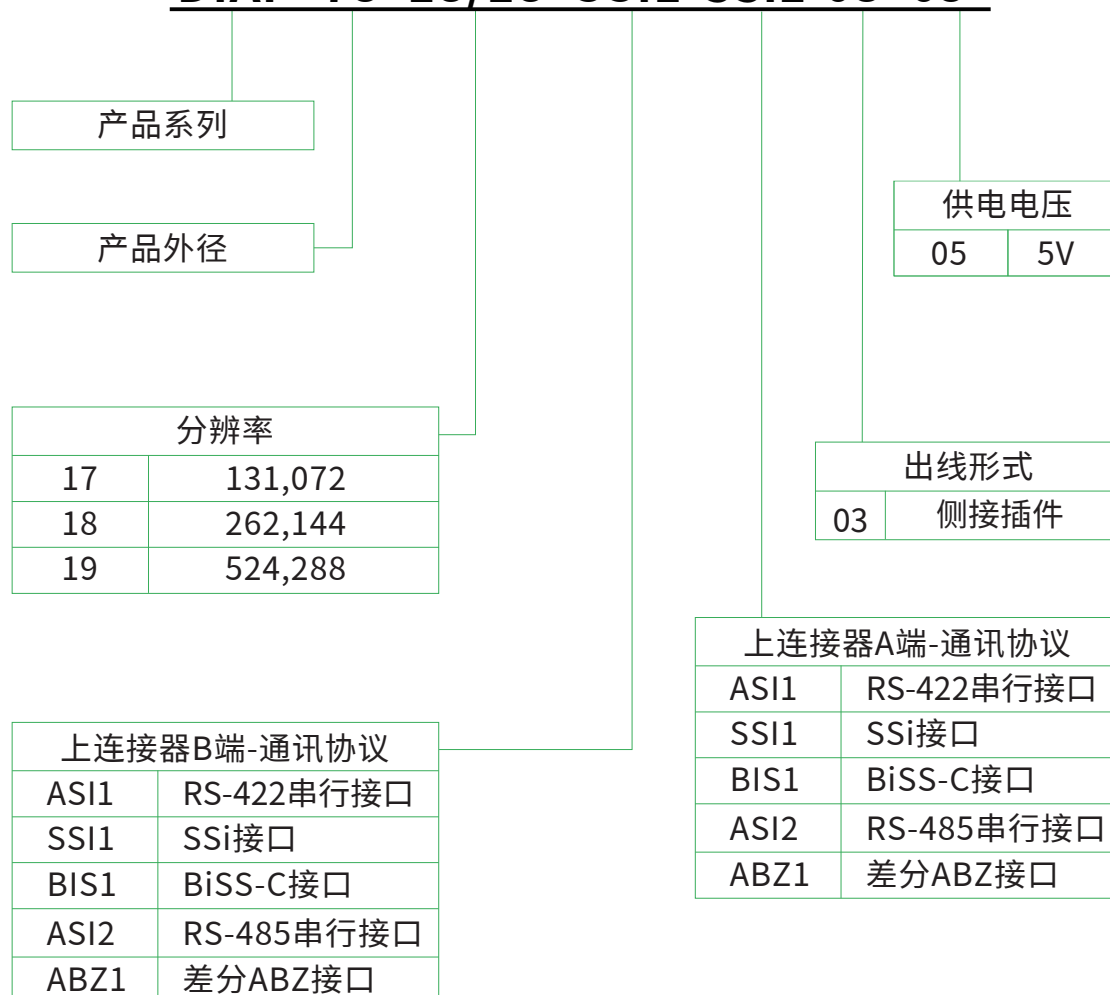 产品系列
产品外径
供电电压
05 5V
分辨率
17 131,072
18 262,144
19 524,288
出线形式
03 侧接插件
上连接器A端-通讯协议
ASI1 RS-422串行接口
SSI1 SSi接口
BIS1 BiSS-C接口
ASI2 RS-485串行接口
ABZ1 差分ABZ接口
上连接器B端-通讯协议
ASI1 RS-422串行接口
SSI1 SSi接口
BIS1 BiSS-C接口
ASI2 RS-485串行接口
ABZ1 差分ABZ接口